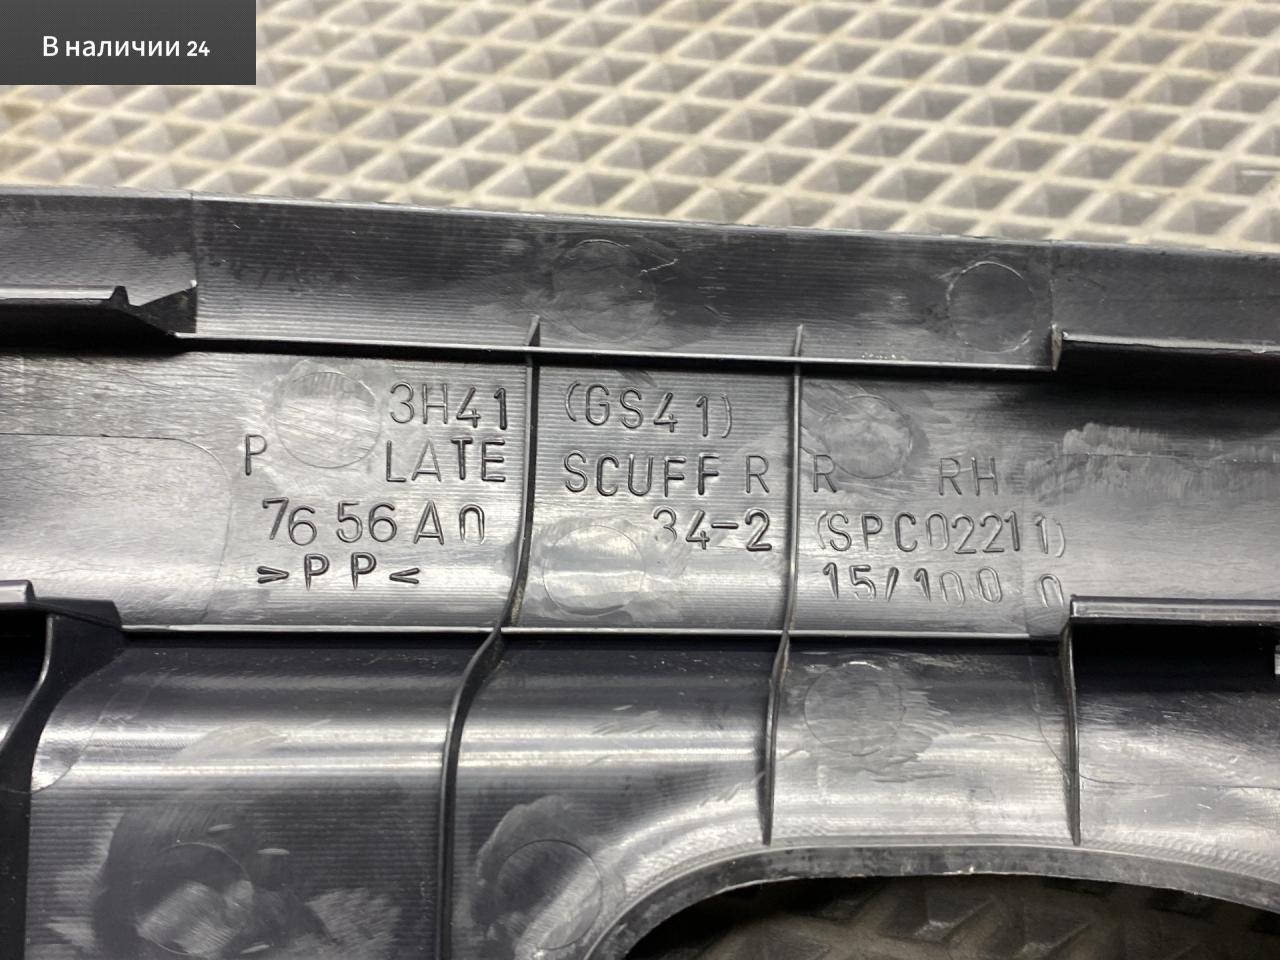 В наличии 24
3H41 (GS41)
P LATE SCUFF R R RH
76 56 A0 34-2 (SPC02211)
>PP< 15/100 0